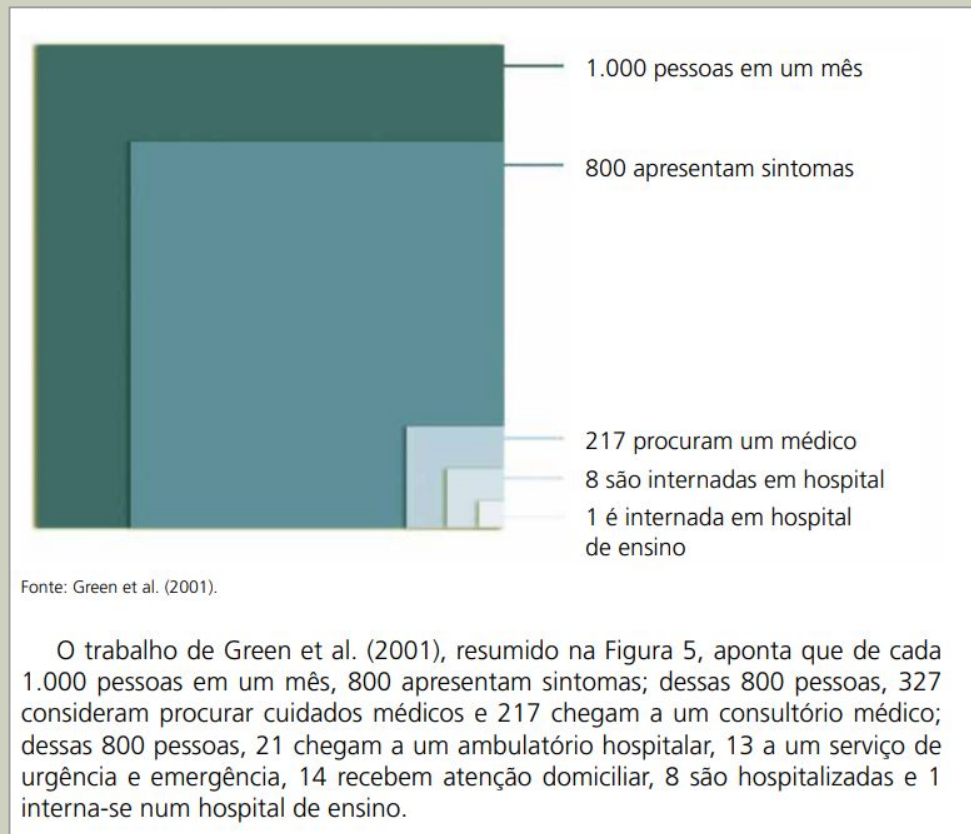 1.000 pessoas em um mês
800 apresentam sintomas
217 procuram um médico
8 são internadas em hospital
1 é internada em hospital
de ensino
Fonte: Green et al. (2001).
O trabalho de Green et al. (2001), resumido na Figura 5, aponta que de cada
1.000 pessoas em um mês, 800 apresentam sintomas; dessas 800 pessoas, 327
consideram procurar cuidados médicos e 217 chegam a um consultório médico;
dessas 800 pessoas, 21 chegam a um ambulatório hospitalar, 13 a um serviço de
urgência e emergência, 14 recebem atenção domiciliar, 8 são hospitalizadas e 1
interna-se num hospital de ensino.